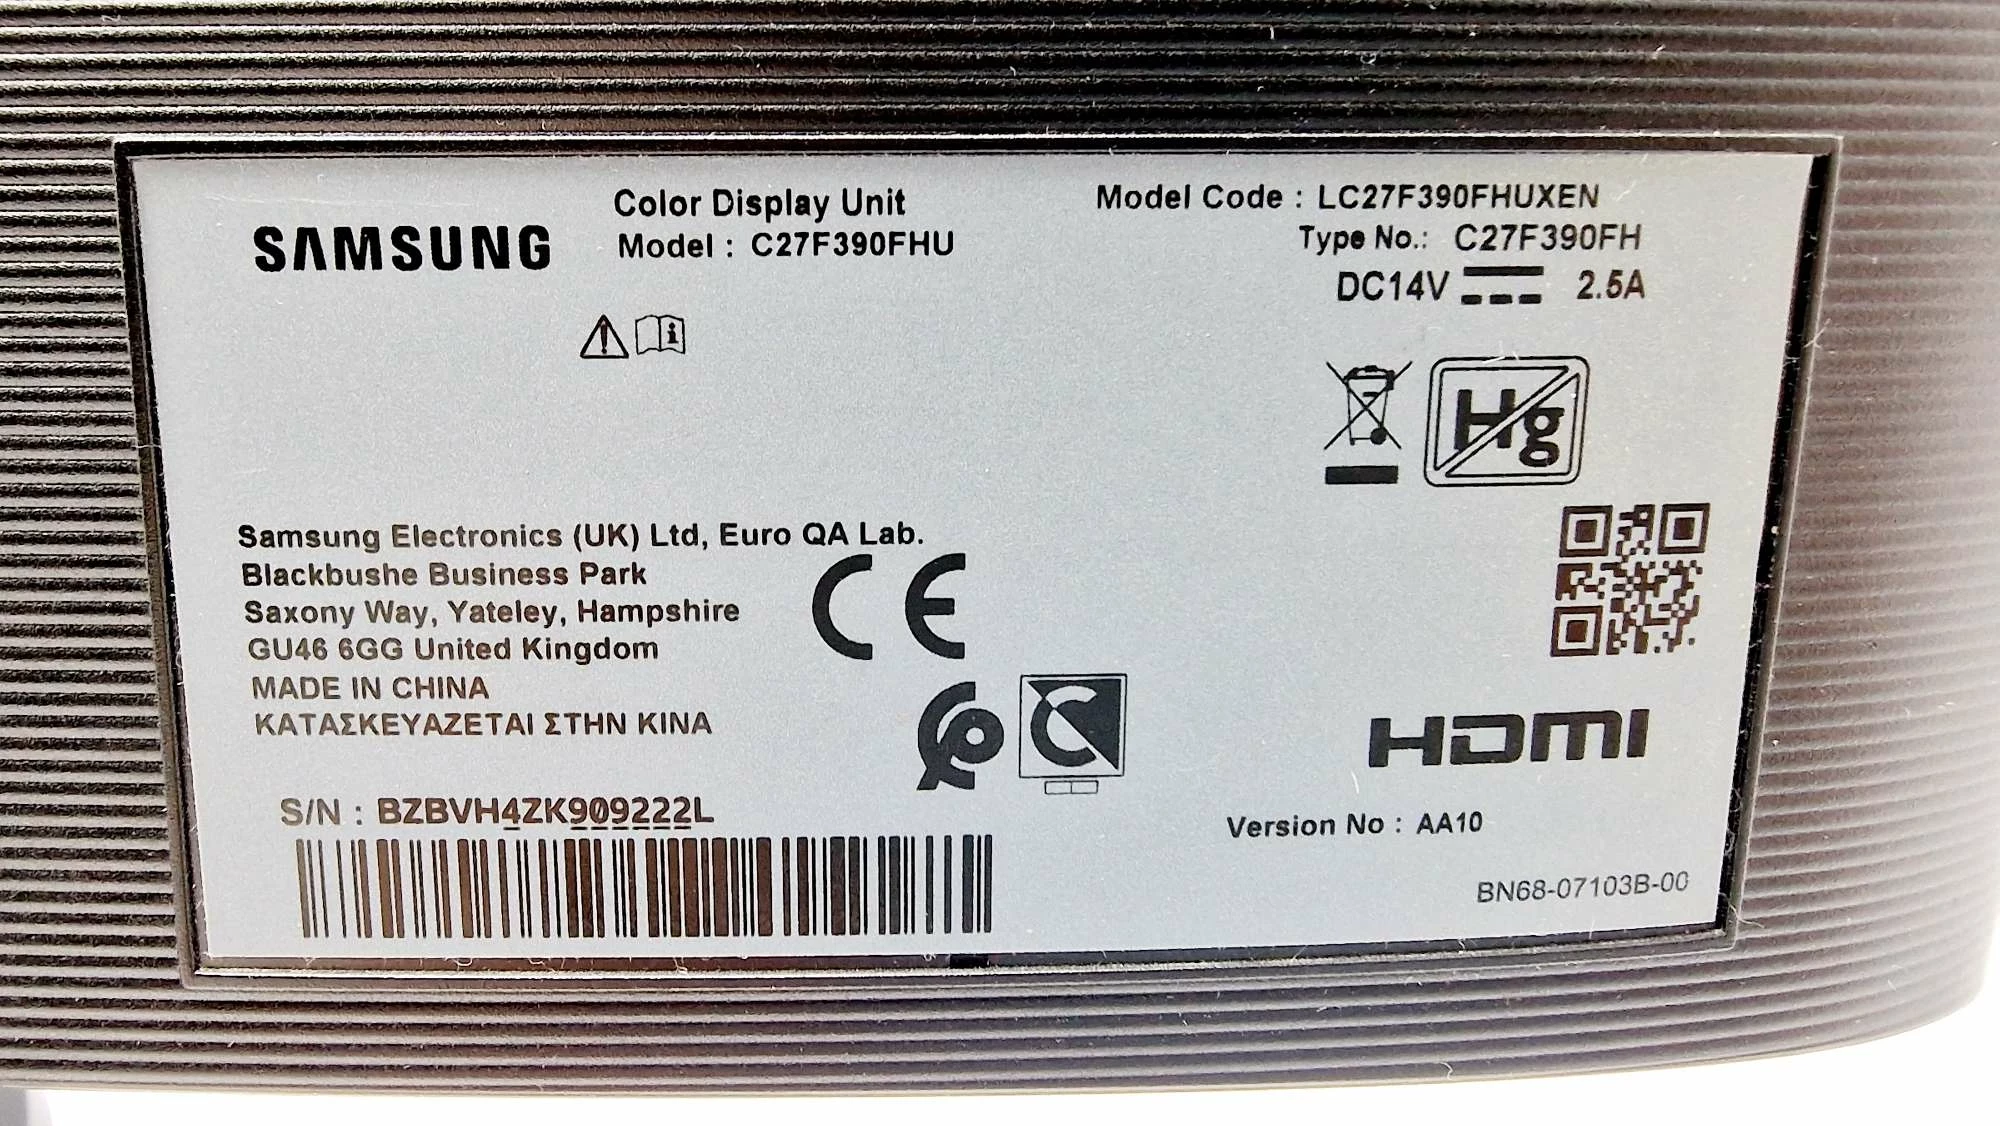 SAMSUNG
Color Display Unit
Model : C27F390FHU
Model Code : LC27F390FHUXEN
Type No.: C27F390FH
DC14V 2.5A
Hg
Samsung Electronics (UK) Ltd, Euro QA Lab.
Blackbushe Business Park
Saxony Way, Yateley, Hampshire
GU46 6GG United Kingdom
MADE IN CHINA
ΚΑΤΑΣΚΕΥΑΖΕΤΑΙ ΣΤΗΝ ΚΙΝΑ
CE
HDMI
S/N : BZBVH4ZK909222L
Version No : AA10
BN68-07103B-00